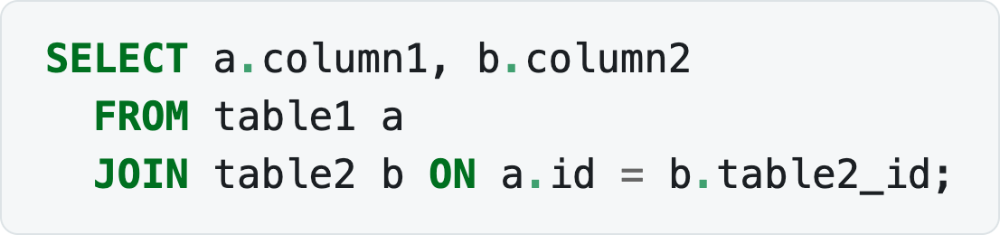 SELECT a.column1, b.column2
FROM table1 a
JOIN table2 b ON a.id = b.table2_id;